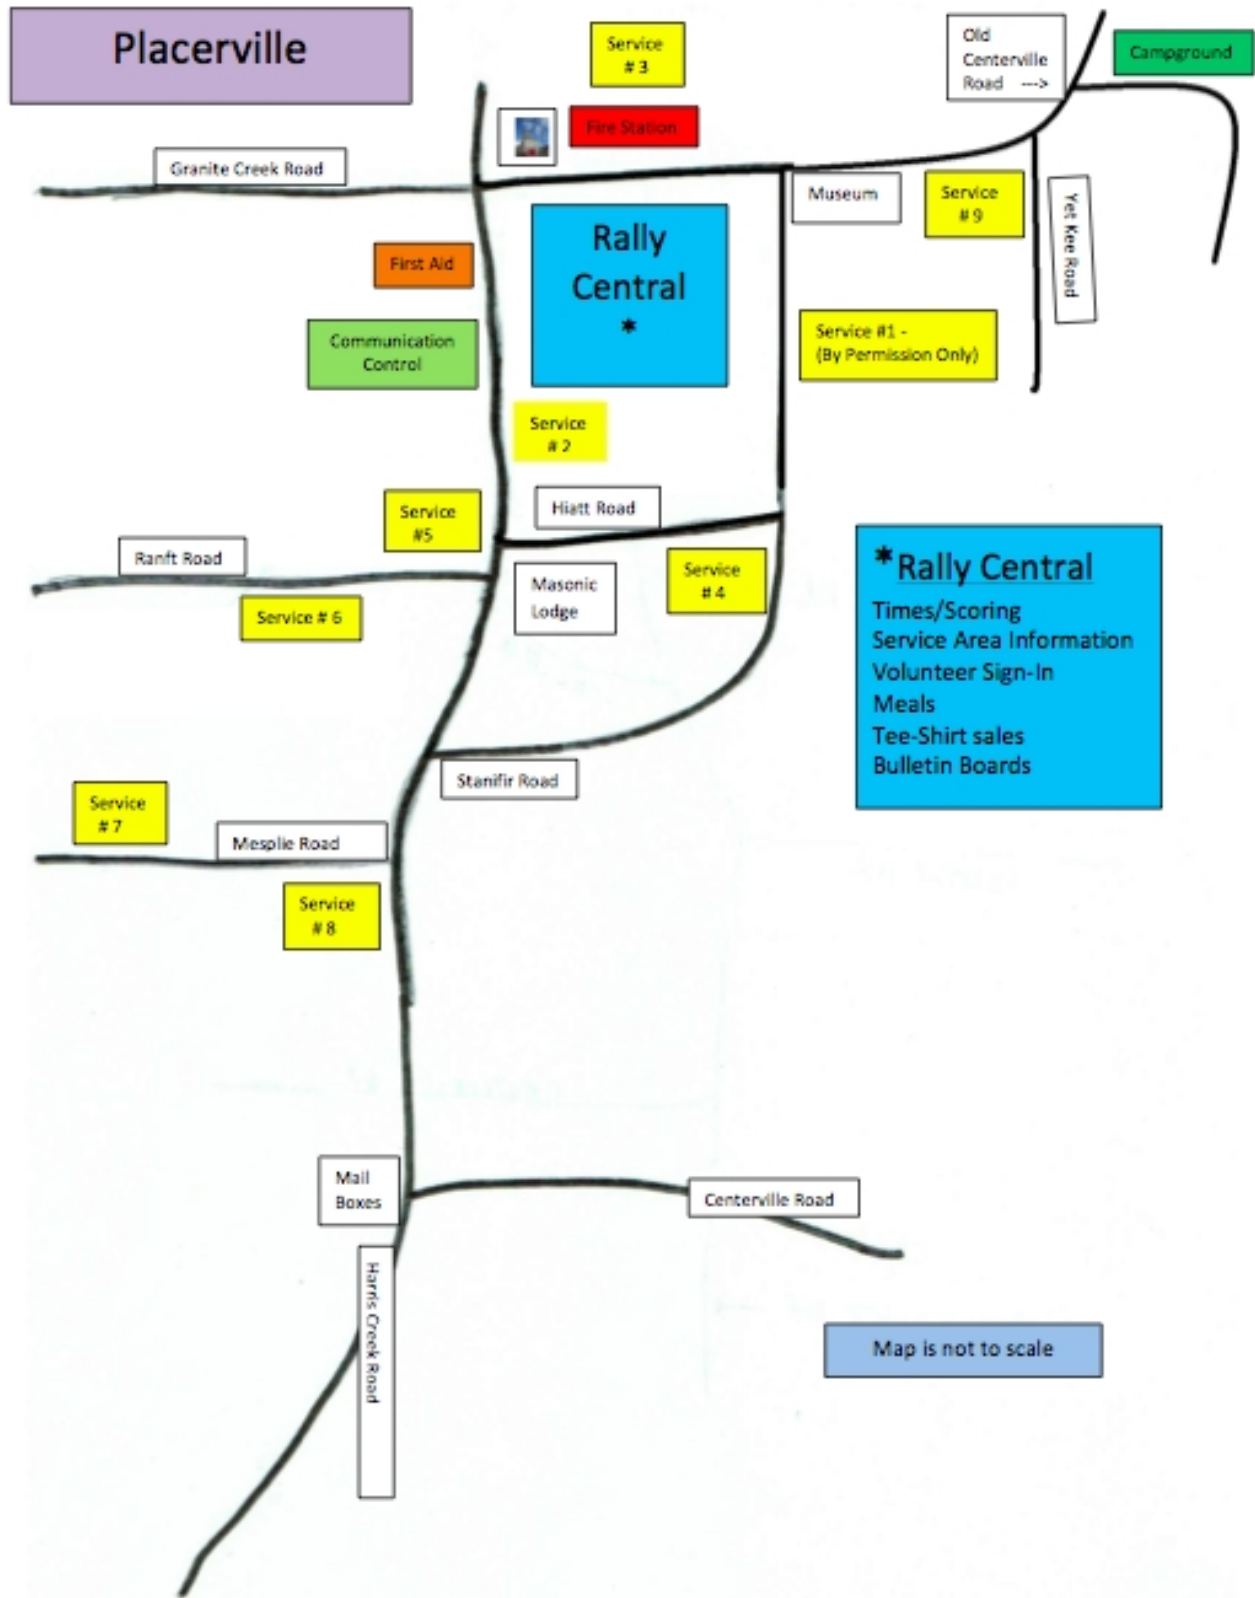 Placerville
Service
# 3
Old
Centerville
Road --->
Campground
Fire Station
Granite Creek Road
Museum
Service
# 9
Yet Kee Road
Rally
Central
*
First Aid
Communication
Control
Service #1 -
(By Permission Only)
Service
# 2
Service
#5
Hiatt Road
Ranft Road
Masonic
Lodge
Service
# 4
Service # 6
* Rally Central
Times/Scoring
Service Area Information
Volunteer Sign-In
Meals
Tee-Shirt sales
Bulletin Boards
Stanifir Road
Service
# 7
Mesplie Road
Service
# 8
Mail
Boxes
Centerville Road
Harris Creek Road
Map is not to scale